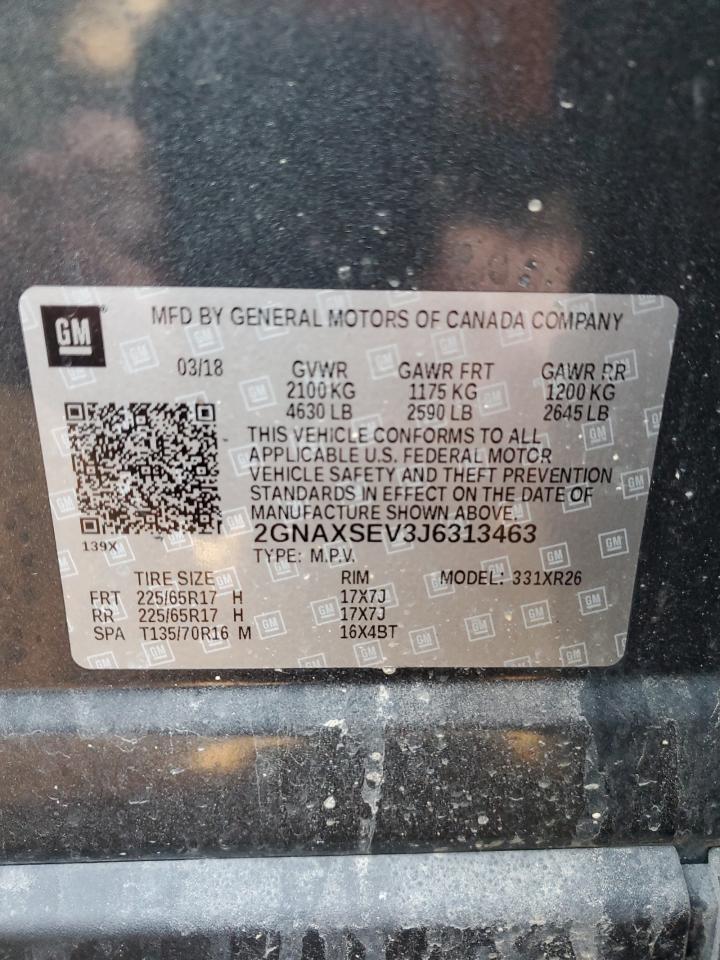 GM
MFD BY GENERAL MOTORS OF CANADA COMPANY
03/18 GVWR GAWR FRT GAWR RR
2100 KG 1175 KG 1200 KG
4630 LB 2590 LB 2645 LB
THIS VEHICLE CONFORMS TO ALL
APPLICABLE U.S. FEDERAL MOTOR
VEHICLE SAFETY AND THEFT PREVENTION
STANDARDS IN EFFECT ON THE DATE OF
MANUFACTURE SHOWN ABOVE.
2GNAXSEV3J6313463
139X
TYPE: M.P.V.
TIRE SIZE RIM MODEL: 331XR26
FRT 225/65R17 H 17X7J
RR 225/65R17 H 17X7J
SPA T135/70R16 M 16X4BT